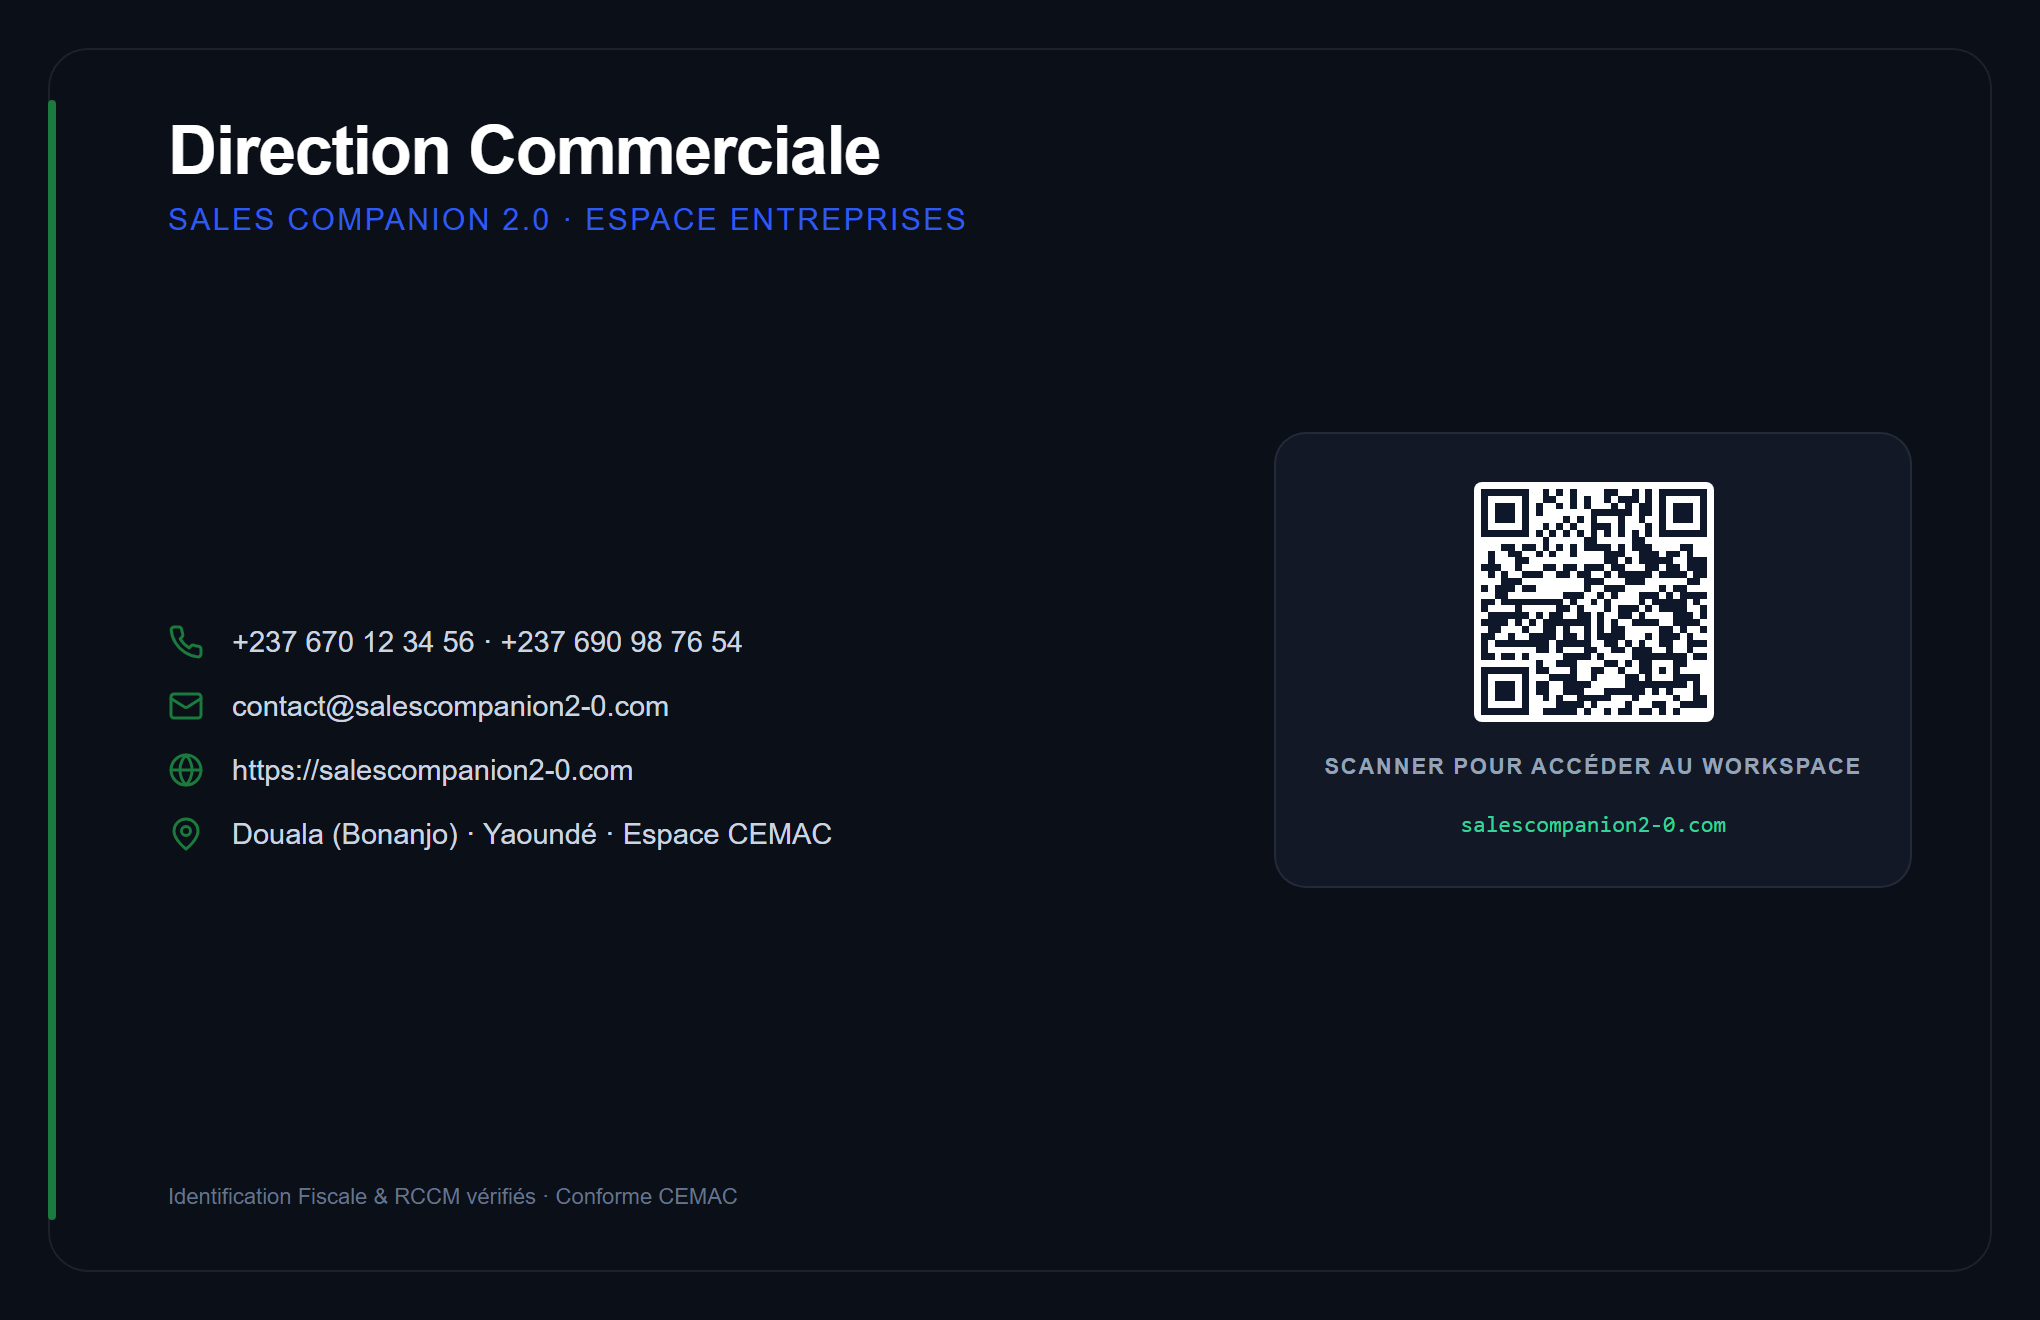 Direction Commerciale
SALES COMPANION 2.0 · ESPACE ENTREPRISES
+237 670 12 34 56 · +237 690 98 76 54
contact@salescompanion2-0.com
https://salescompanion2-0.com
Douala (Bonanjo) · Yaoundé · Espace CEMAC
SCANNER POUR ACCÉDER AU WORKSPACE
salescompanion2-0.com
Identification Fiscale & RCCM vérifiés · Conforme CEMAC